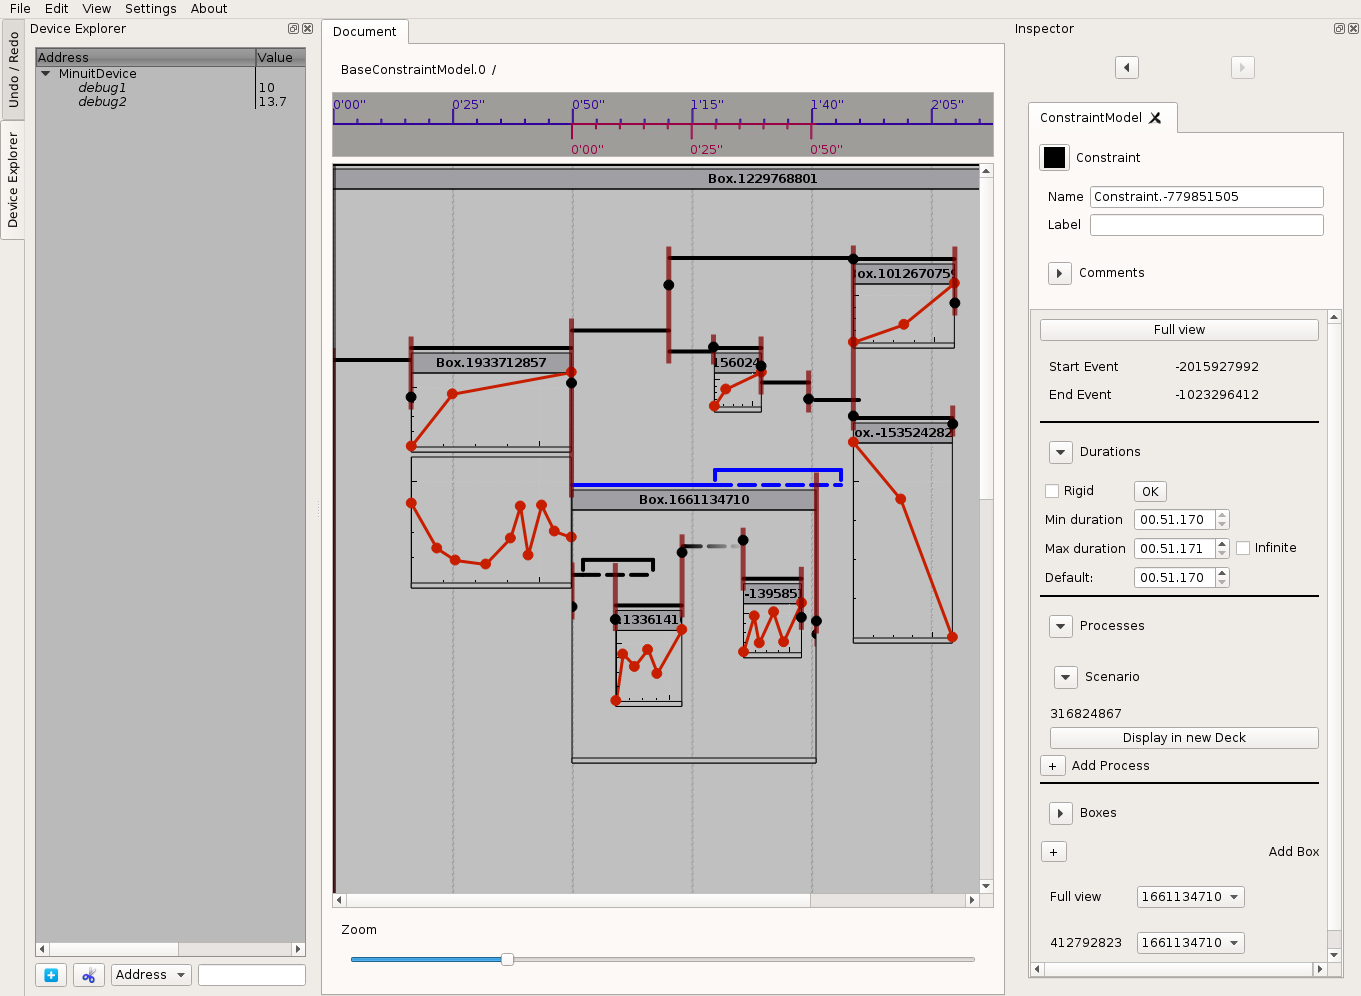 File Edit View Settings About
Undo / Redo
Device Explorer
Device Explorer
Address Value
MinuitDevice
debug1 10
debug2 13.7
Address
Document
BaseConstraintModel.0 /
0'00'' 0'25'' 0'50'' 1'15'' 1'40'' 2'05''
0'00'' 0'25'' 0'50''
Box.1229768801
ox.101267075
Box.1933712857
156024
ox.-153524282
Box.1661134710
-139585
1336141
Zoom
Inspector
ConstraintModel
Constraint
Name Constraint.-779851505
Label
Comments
Full view
Start Event -2015927992
End Event -1023296412
Durations
Rigid OK
Min duration 00.51.170
Max duration 00.51.171 Infinite
Default: 00.51.170
Processes
Scenario
316824867
Display in new Deck
+ Add Process
Boxes
+ Add Box
Full view 1661134710
412792823 1661134710